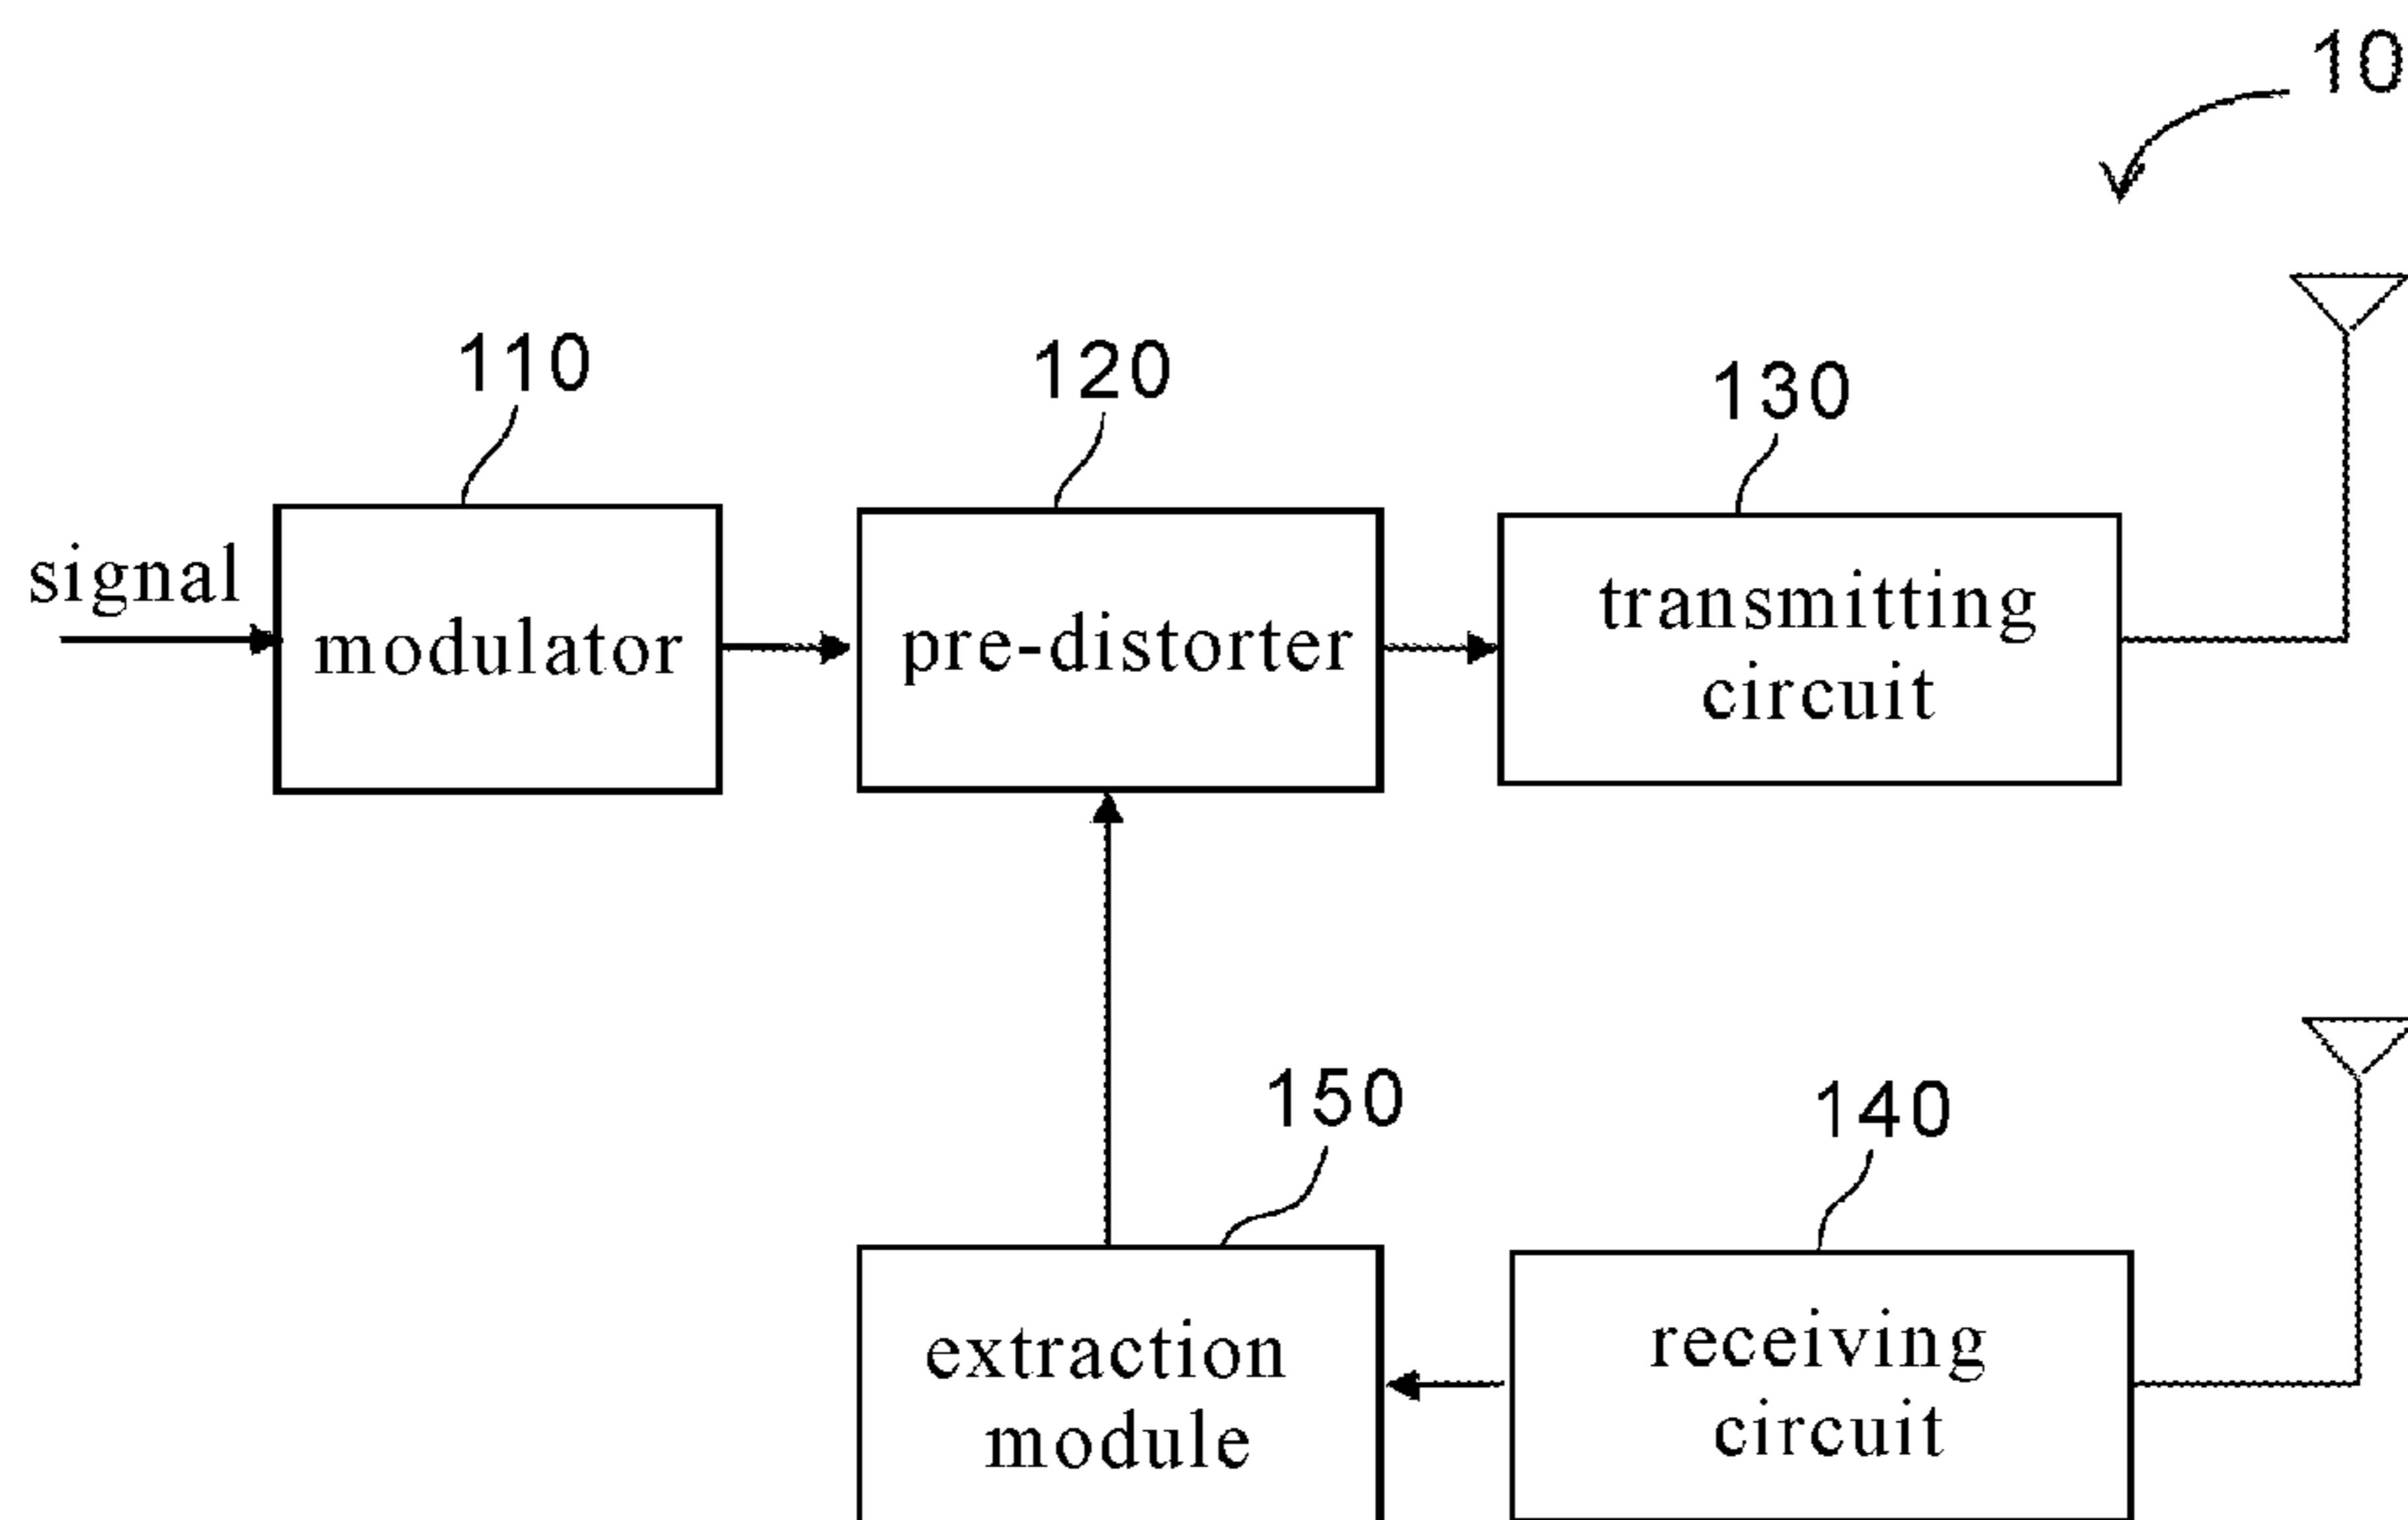 10
110
120
130
signal
modulator
pre-distorter
transmitting
circuit
150
140
extraction
module
receiving
circuit